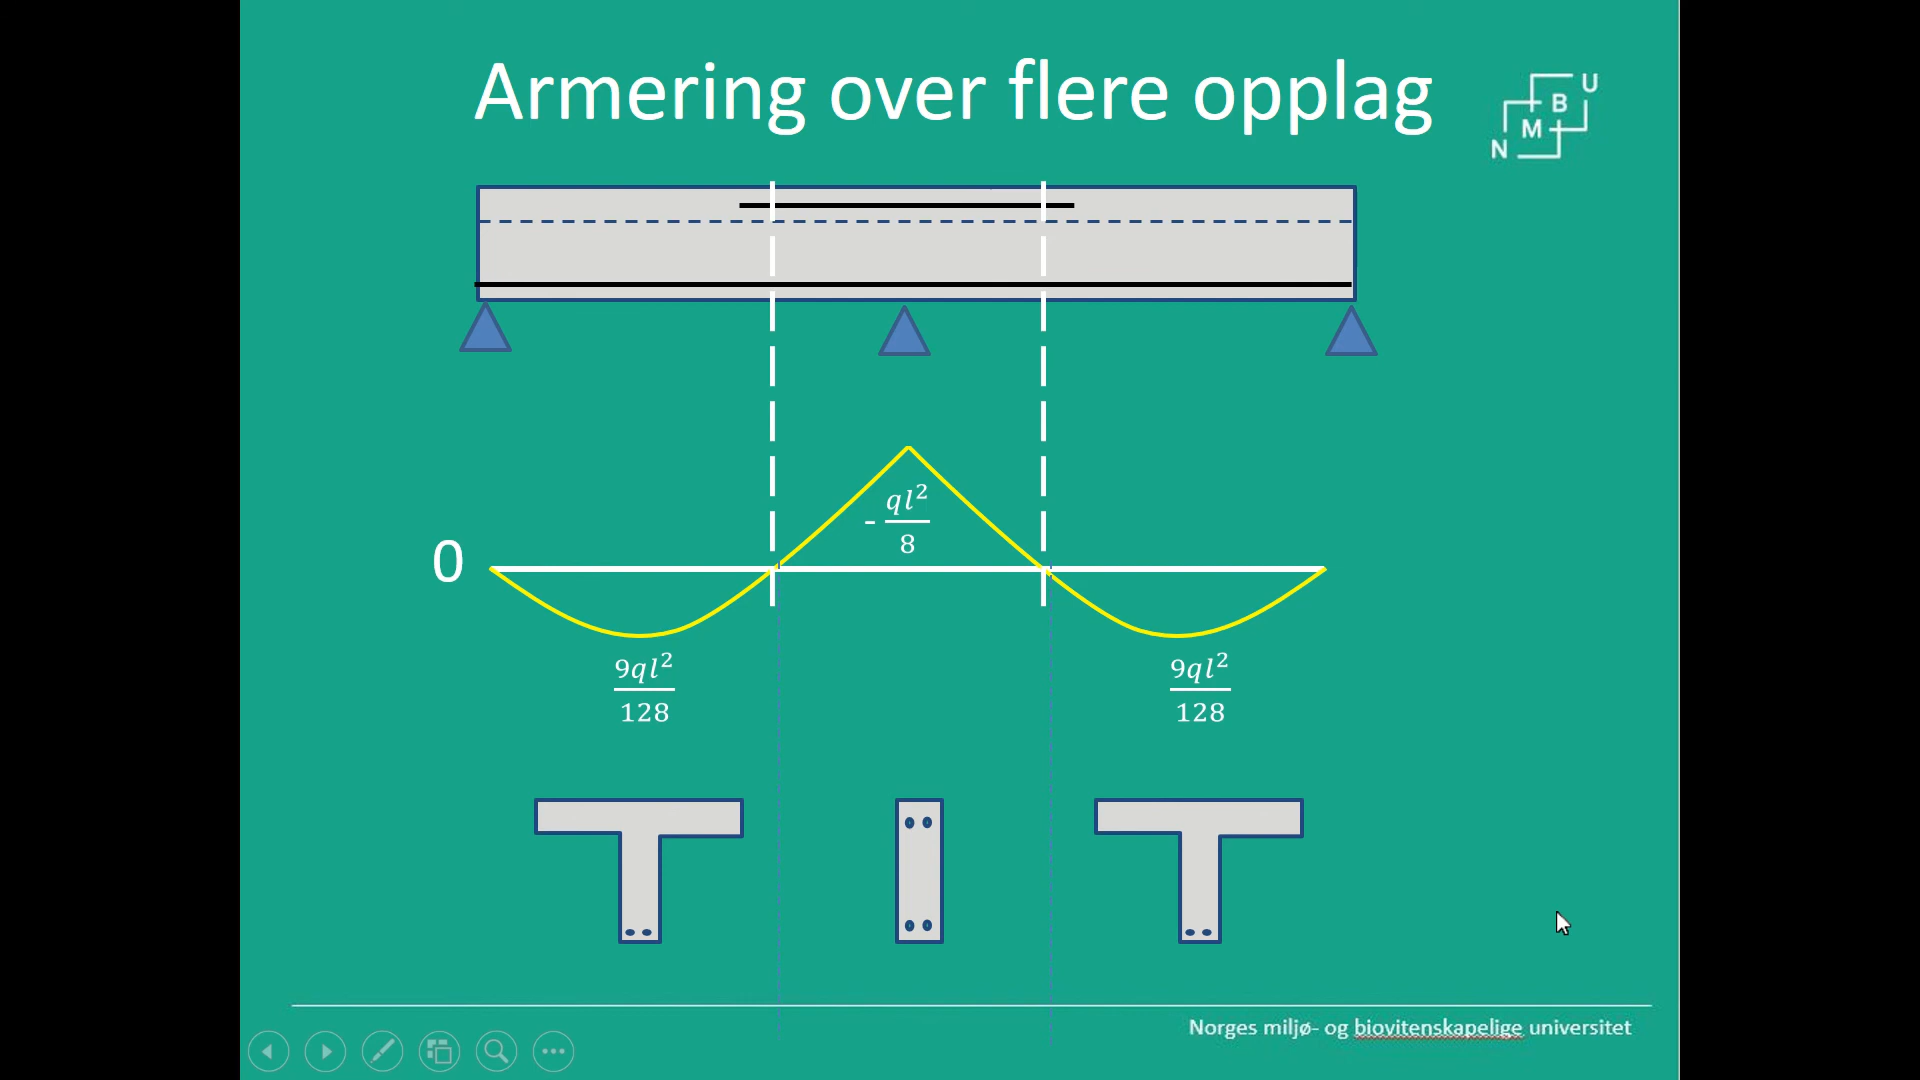 Armering over flere opplag
U
B
M
N
- ql²/8
0
9ql²/128
9ql²/128
Norges miljø- og biovitenskapelige universitet